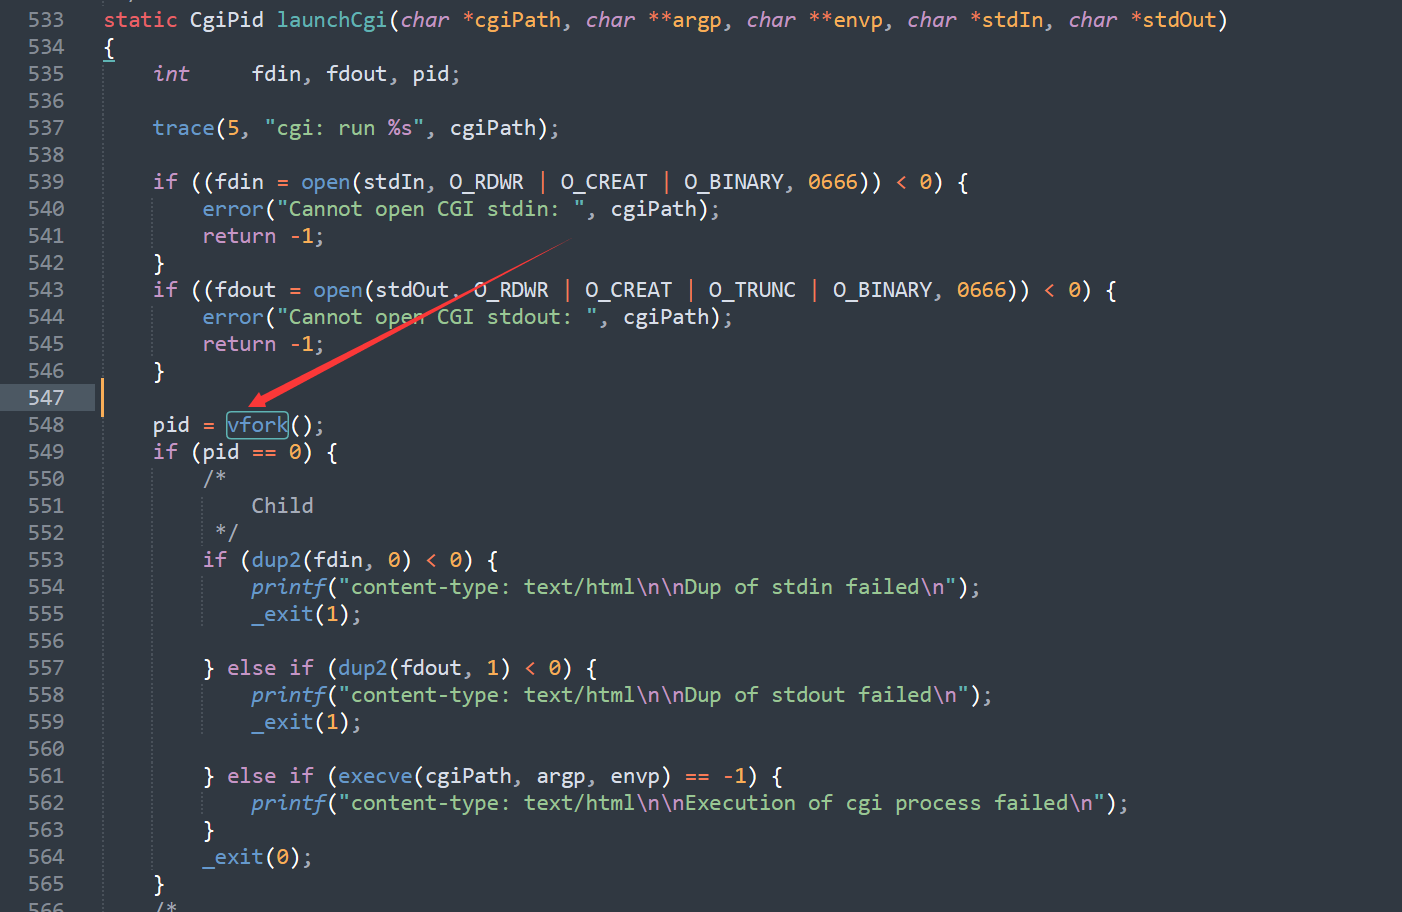 533 static CgiPid launchCgi(char *cgiPath, char **argp, char **envp, char *stdIn, char *stdOut)
534 {
535     int     fdin, fdout, pid;
536
537     trace(5, "cgi: run %s", cgiPath);
538
539     if ((fdin = open(stdIn, O_RDWR | O_CREAT | O_BINARY, 0666)) < 0) {
540         error("Cannot open CGI stdin: ", cgiPath);
541         return -1;
542     }
543     if ((fdout = open(stdOut, O_RDWR | O_CREAT | O_TRUNC | O_BINARY, 0666)) < 0) {
544         error("Cannot open CGI stdout: ", cgiPath);
545         return -1;
546     }
547
548     pid = vfork();
549     if (pid == 0) {
550         /*
551             Child
552          */
553         if (dup2(fdin, 0) < 0) {
554             printf("content-type: text/html\n\nDup of stdin failed\n");
555             _exit(1);
556
557         } else if (dup2(fdout, 1) < 0) {
558             printf("content-type: text/html\n\nDup of stdout failed\n");
559             _exit(1);
560
561         } else if (execve(cgiPath, argp, envp) == -1) {
562             printf("content-type: text/html\n\nExecution of cgi process failed\n");
563         }
564         _exit(0);
565     }
566     /*